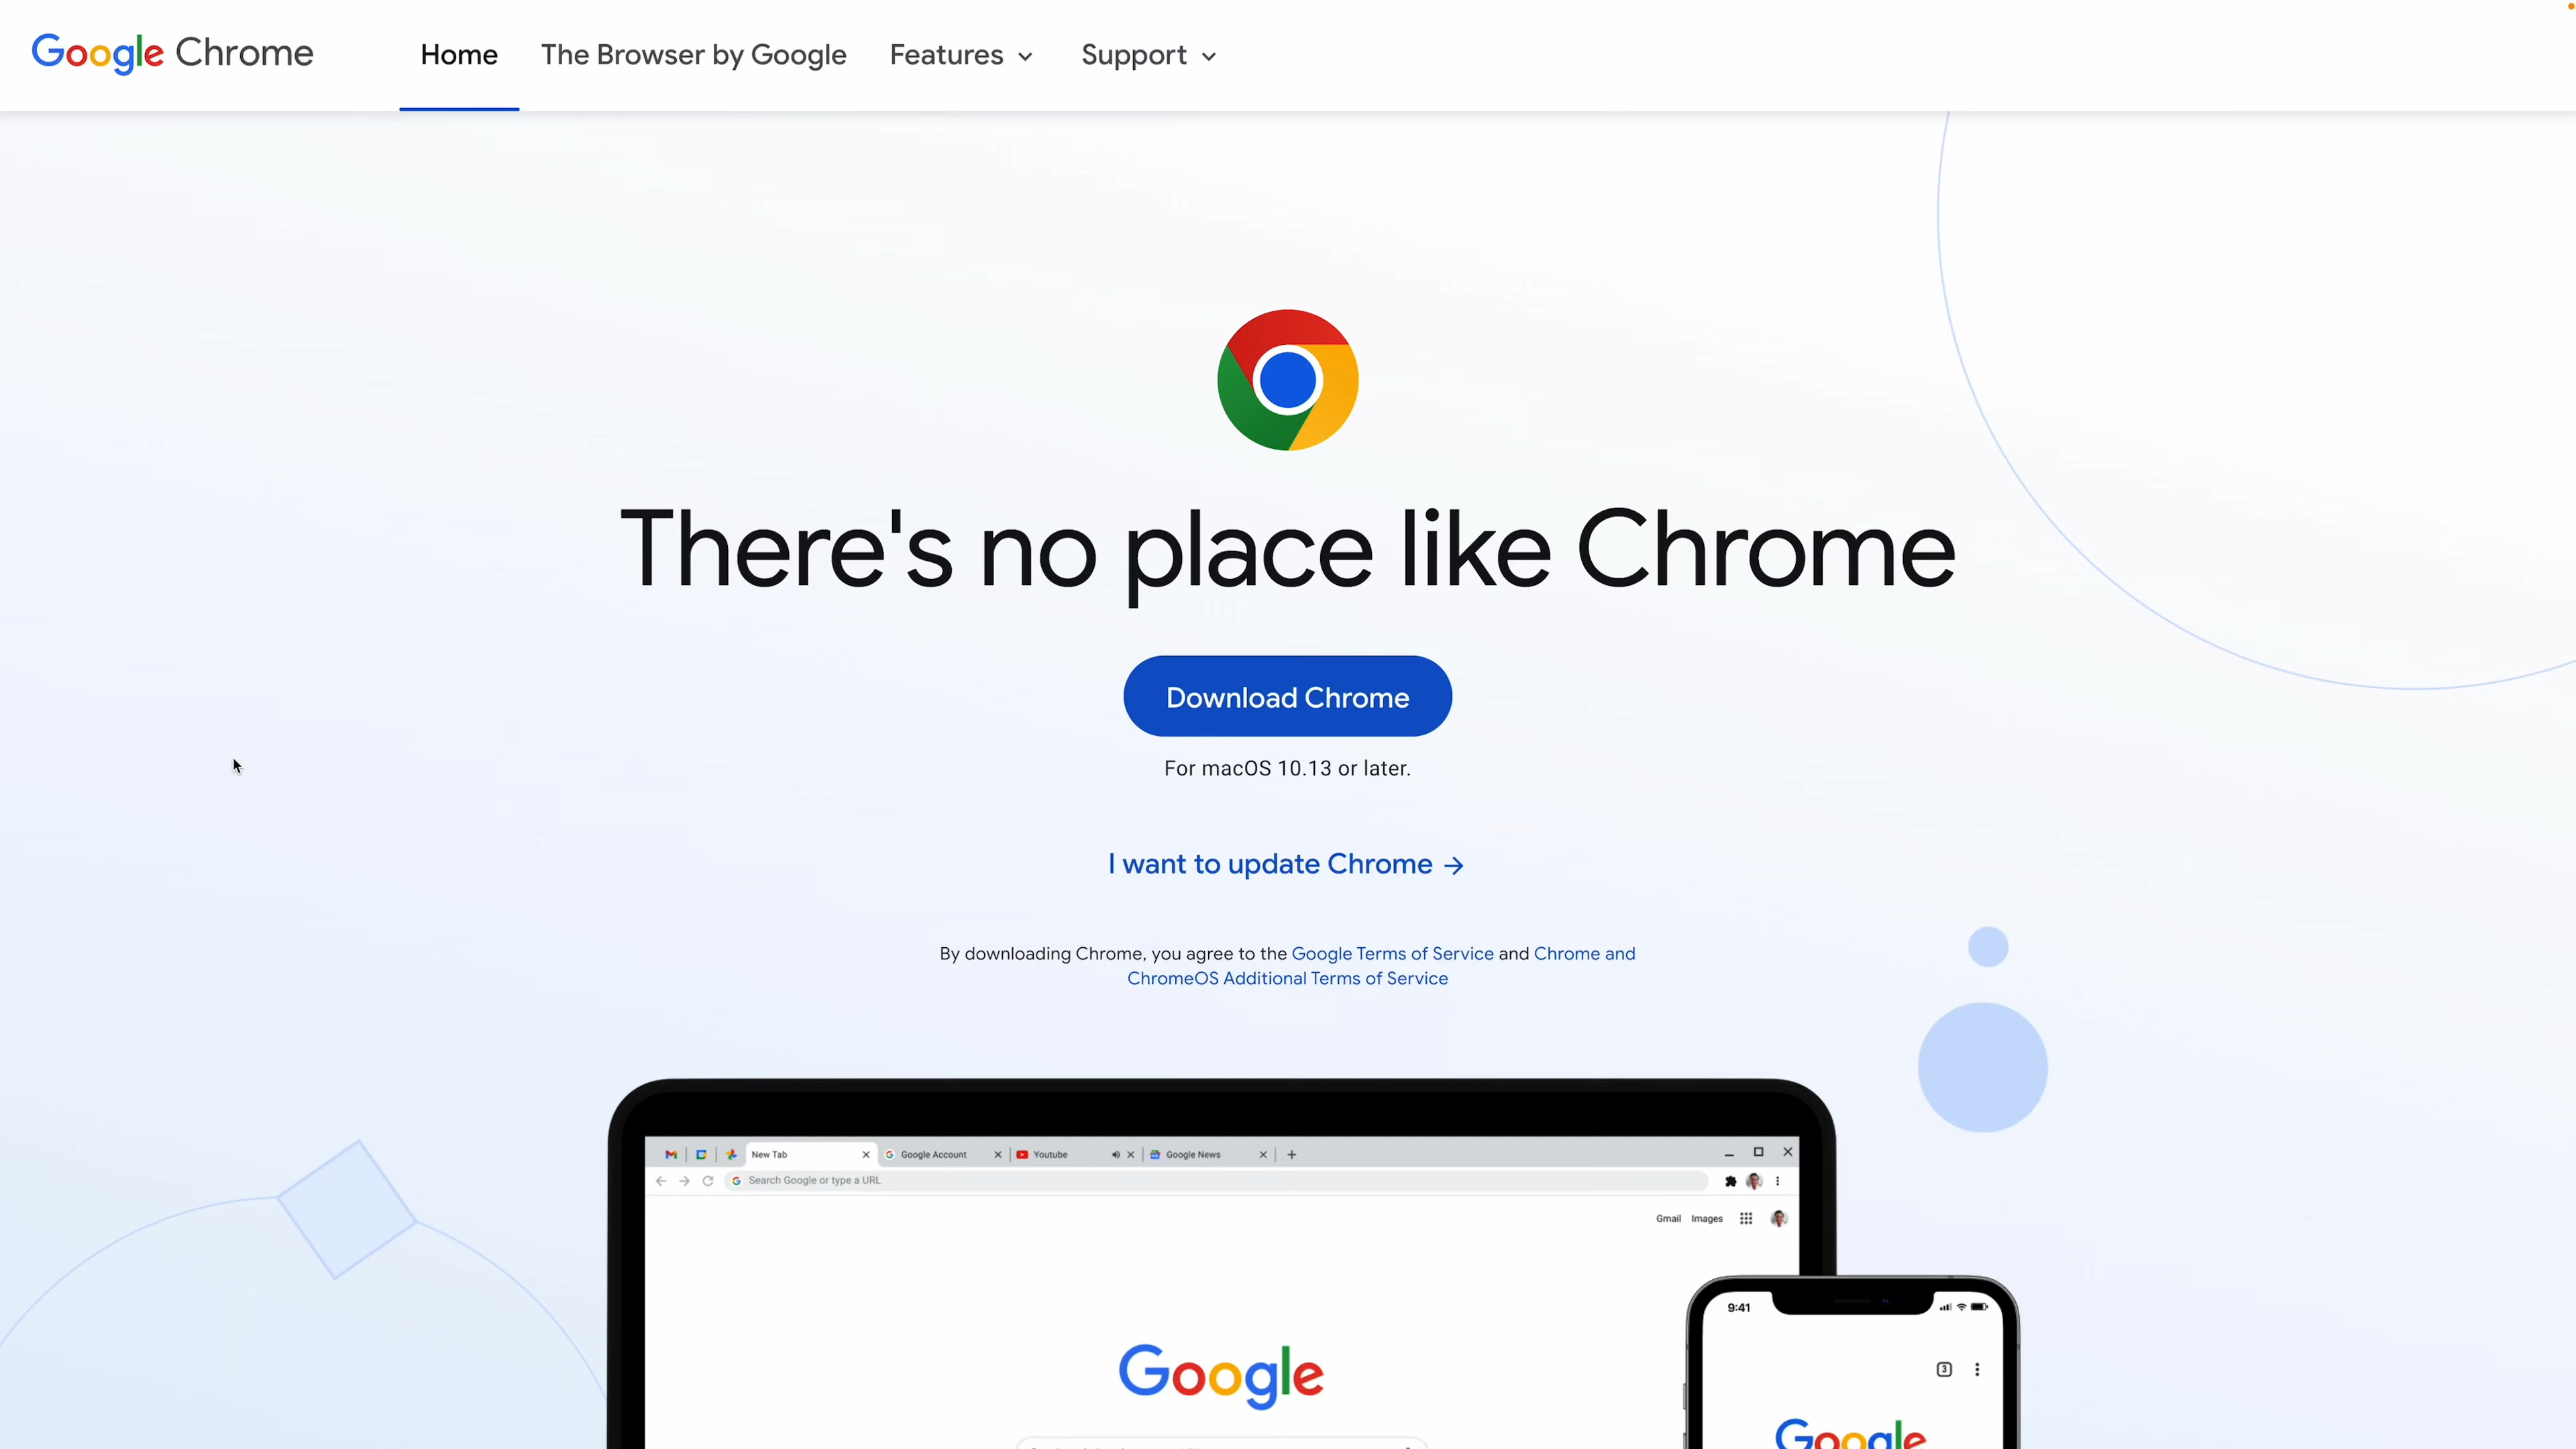 Google Chrome
Home The Browser by Google Features Support
There's no place like Chrome
Download Chrome
For macOS 10.13 or later.
I want to update Chrome →
By downloading Chrome, you agree to the Google Terms of Service and Chrome and
ChromeOS Additional Terms of Service
New Tab Google Account Youtube Google News
Search Google or type a URL
Gmail Images
Google
9:41
3
Google